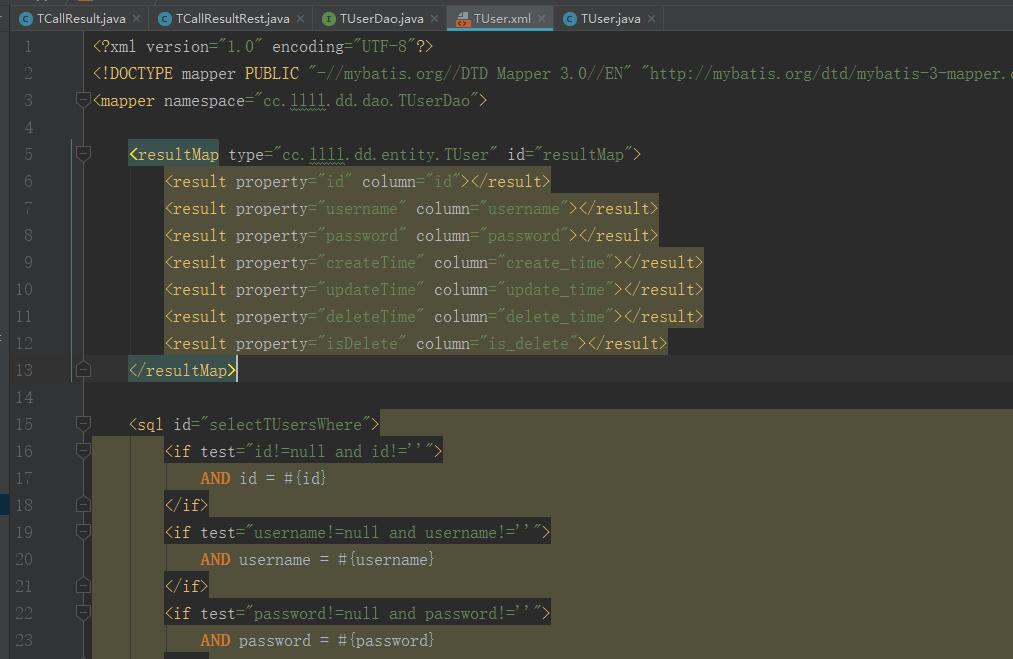 TCallResult.java TCallResultRest.java TUserDao.java TUser.xml TUser.java
1 <?xml version="1.0" encoding="UTF-8"?>
2 <!DOCTYPE mapper PUBLIC "-//mybatis.org//DTD Mapper 3.0//EN" "http://mybatis.org/dtd/mybatis-3-mapper.
3 <mapper namespace="cc.llll.dd.dao.TUserDao">
4
5 <resultMap type="cc.llll.dd.entity.TUser" id="resultMap">
6 <result property="id" column="id"></result>
7 <result property="username" column="username"></result>
8 <result property="password" column="password"></result>
9 <result property="createTime" column="create_time"></result>
10 <result property="updateTime" column="update_time"></result>
11 <result property="deleteTime" column="delete_time"></result>
12 <result property="isDelete" column="is_delete"></result>
13 </resultMap>
14
15 <sql id="selectTUsersWhere">
16 <if test="id!=null and id!=''">
17 AND id = #{id}
18 </if>
19 <if test="username!=null and username!=''">
20 AND username = #{username}
21 </if>
22 <if test="password!=null and password!=''">
23 AND password = #{password}